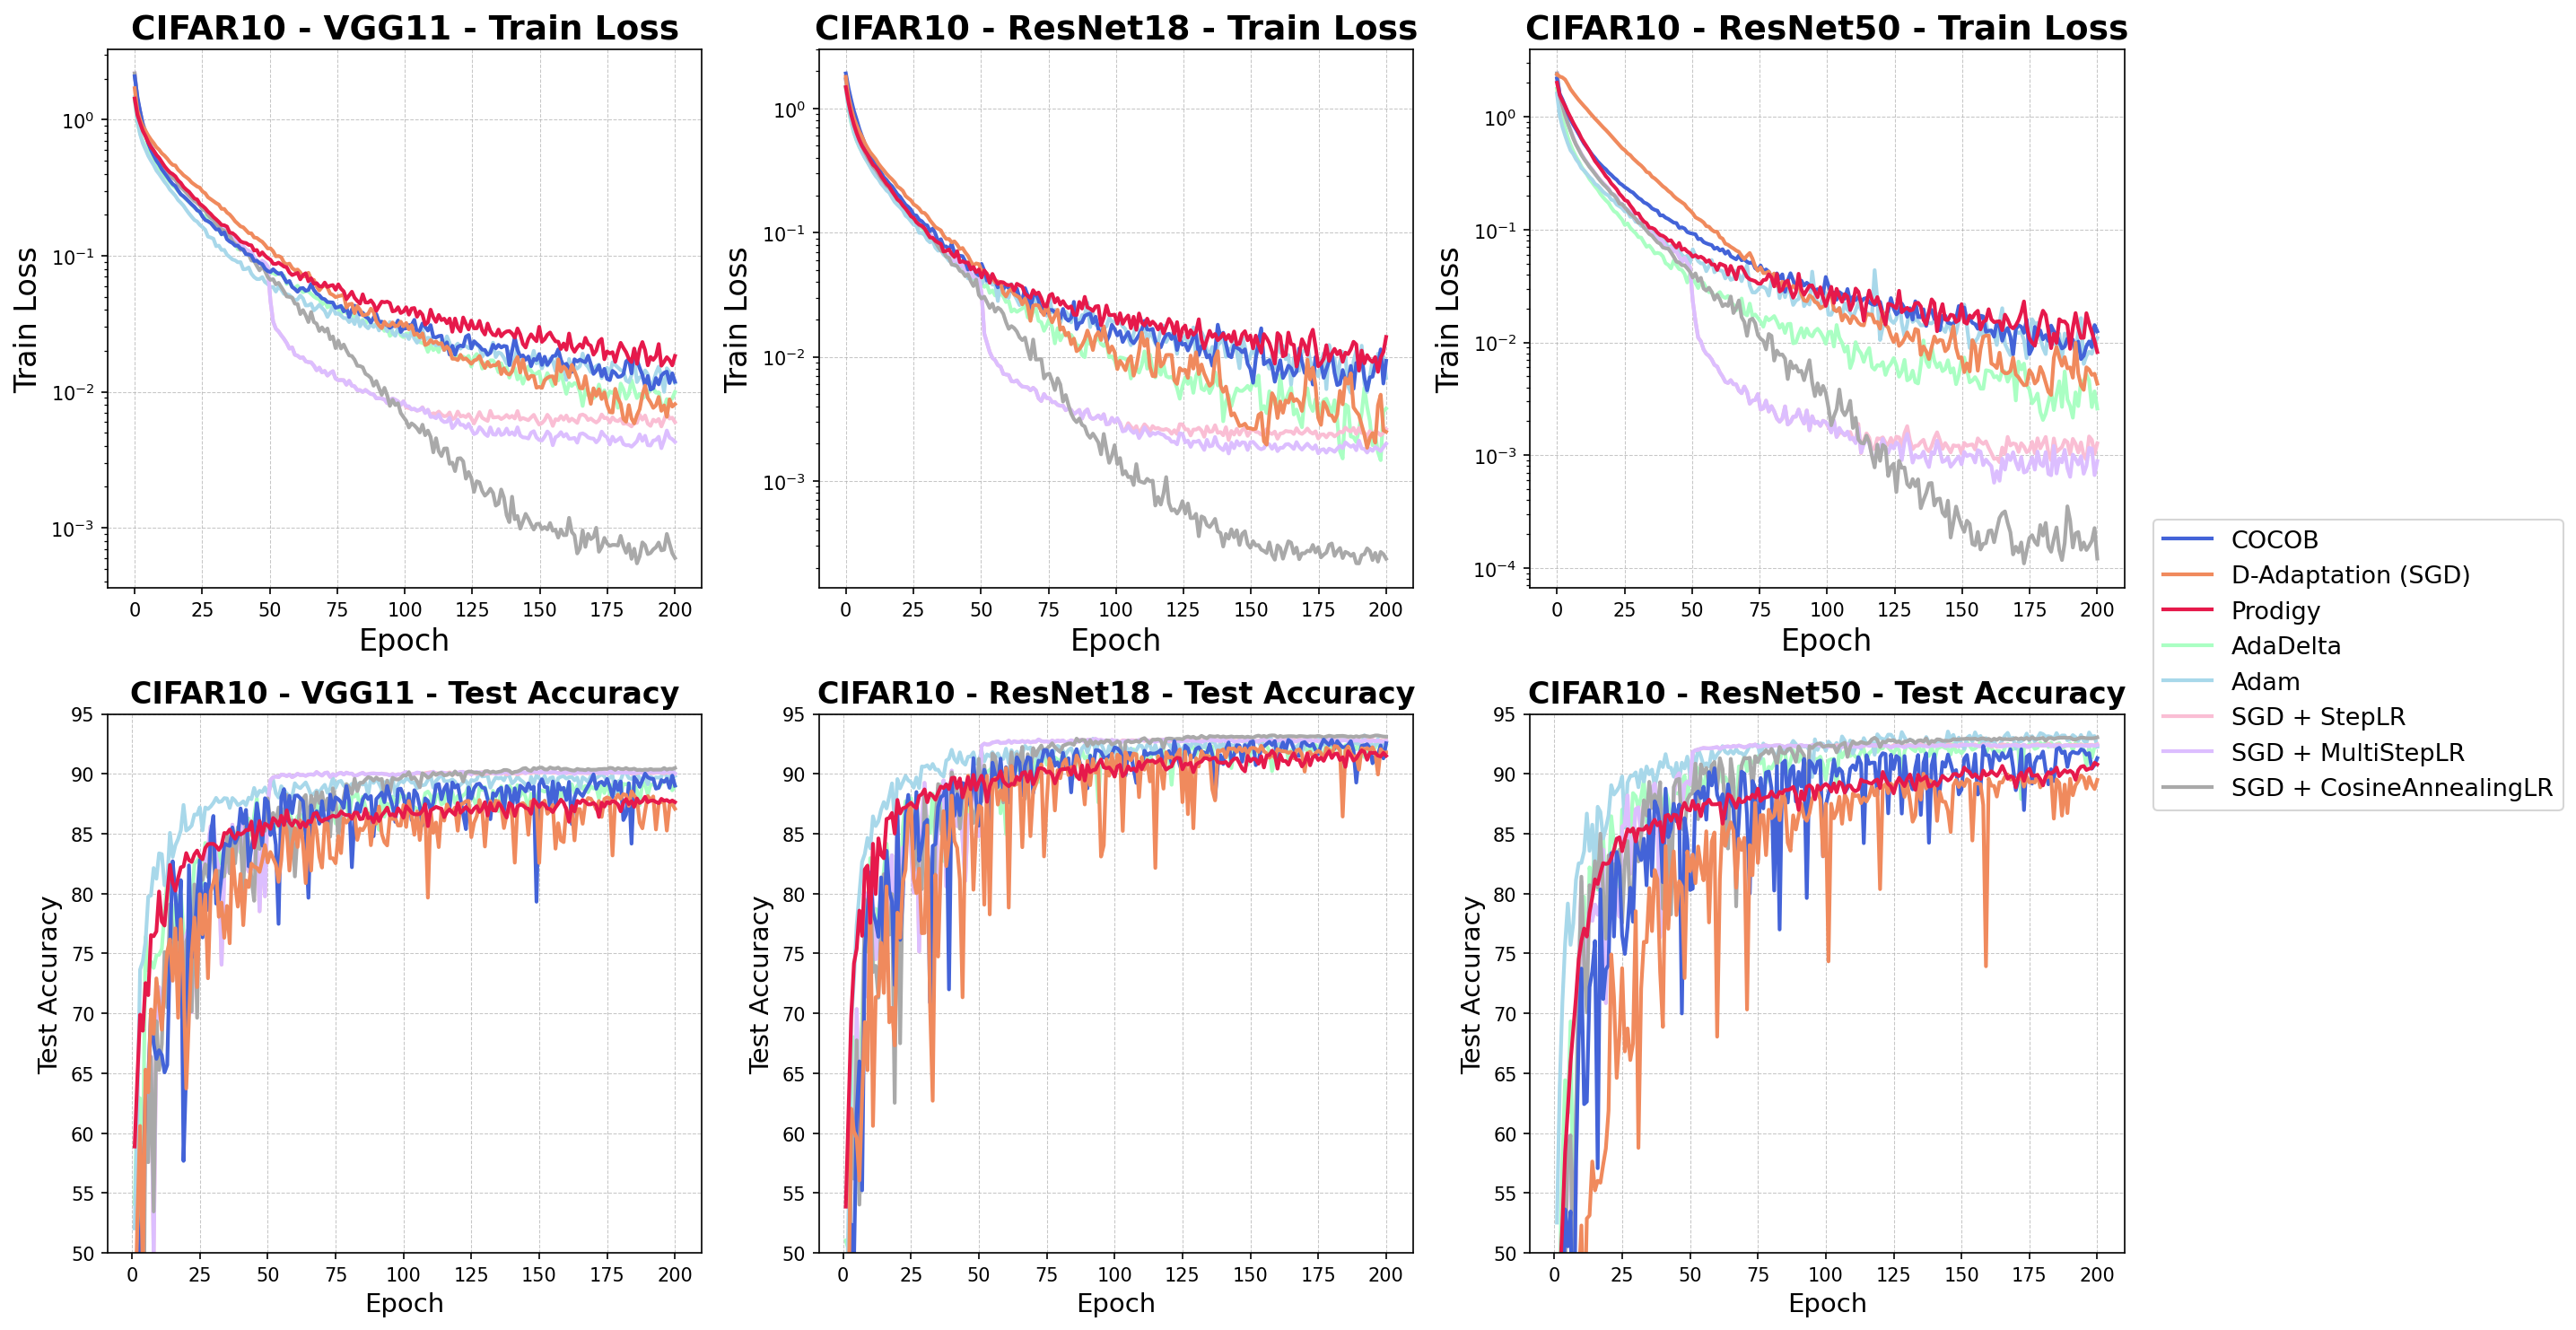 CIFAR10 - VGG11 - Train Loss
Train Loss
10⁰
10⁻¹
10⁻²
10⁻³
0 25 50 75 100 125 150 175 200
Epoch
CIFAR10 - ResNet18 - Train Loss
Train Loss
10⁰
10⁻¹
10⁻²
10⁻³
0 25 50 75 100 125 150 175 200
Epoch
CIFAR10 - ResNet50 - Train Loss
Train Loss
10⁰
10⁻¹
10⁻²
10⁻³
10⁻⁴
0 25 50 75 100 125 150 175 200
Epoch
COCOB
D-Adaptation (SGD)
Prodigy
AdaDelta
Adam
SGD + StepLR
SGD + MultiStepLR
SGD + CosineAnnealingLR
CIFAR10 - VGG11 - Test Accuracy
Test Accuracy
95
90
85
80
75
70
65
60
55
50
0 25 50 75 100 125 150 175 200
Epoch
CIFAR10 - ResNet18 - Test Accuracy
Test Accuracy
95
90
85
80
75
70
65
60
55
50
0 25 50 75 100 125 150 175 200
Epoch
CIFAR10 - ResNet50 - Test Accuracy
Test Accuracy
95
90
85
80
75
70
65
60
55
50
0 25 50 75 100 125 150 175 200
Epoch